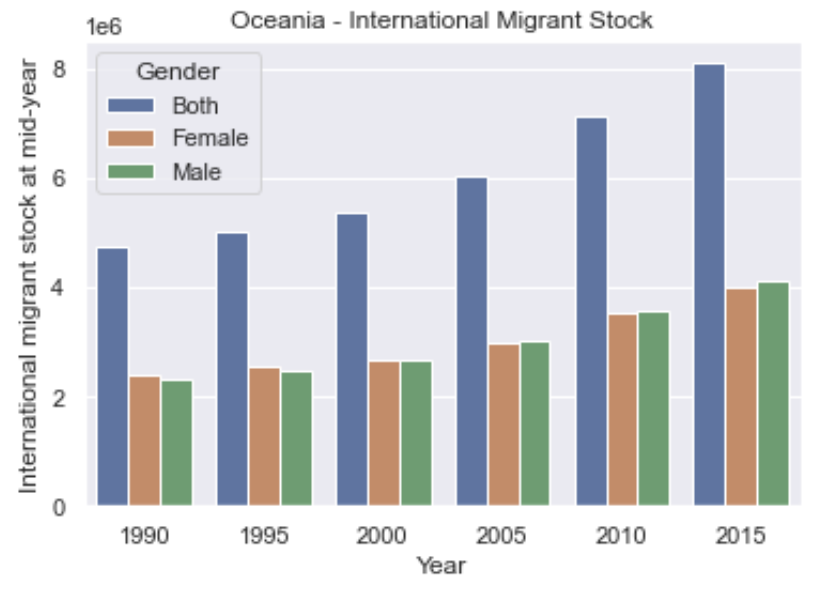 Oceania - International Migrant Stock
1e6
International migrant stock at mid-year
8
6
4
2
0
Gender
Both
Female
Male
1990 1995 2000 2005 2010 2015
Year